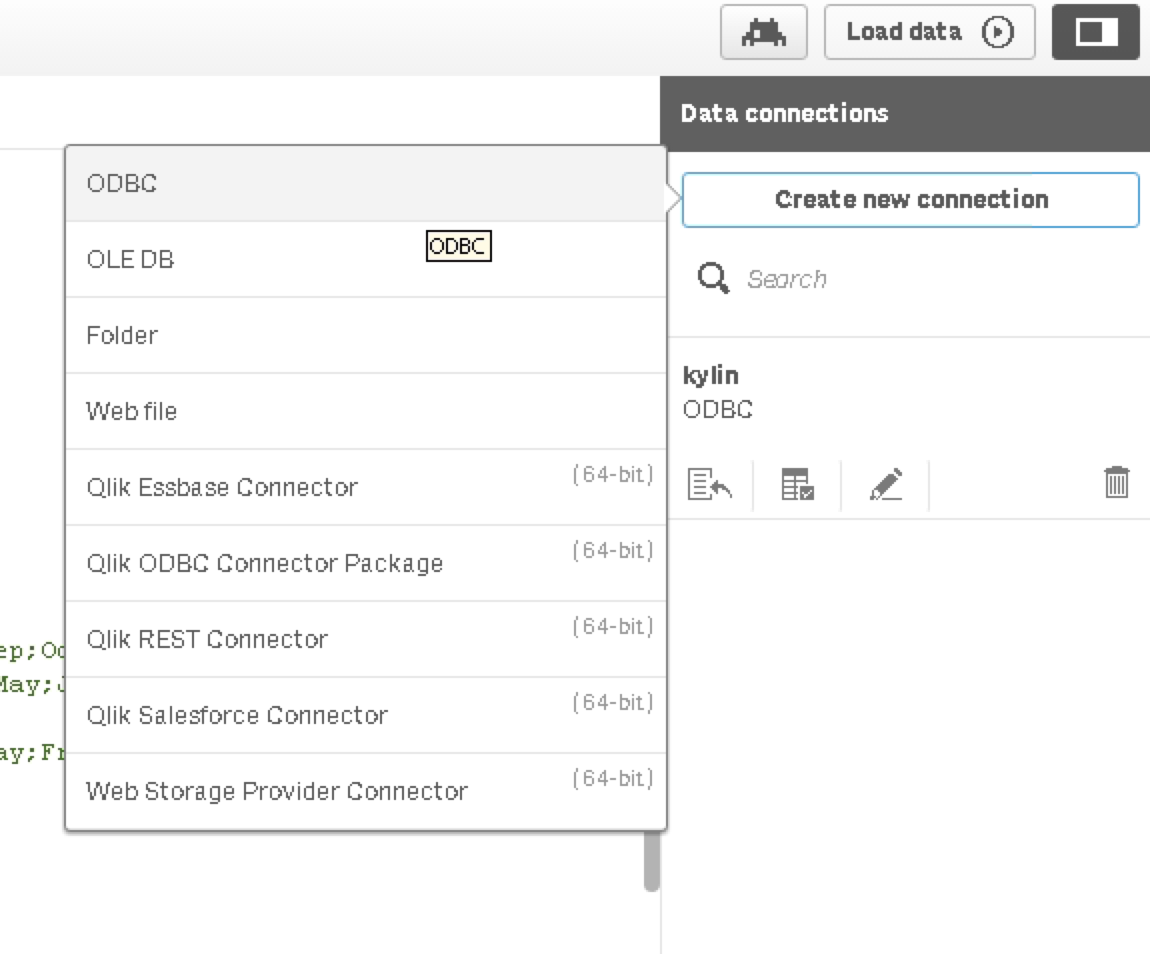 Load data
Data connections
ODBC
Create new connection
ODBC
OLE DB
Search
Folder
kylin
ODBC
Web file
Qlik Essbase Connector (64-bit)
Qlik ODBC Connector Package (64-bit)
Qlik REST Connector (64-bit)
ep;Oc
May;J
Qlik Salesforce Connector (64-bit)
ay;Fr
Web Storage Provider Connector (64-bit)